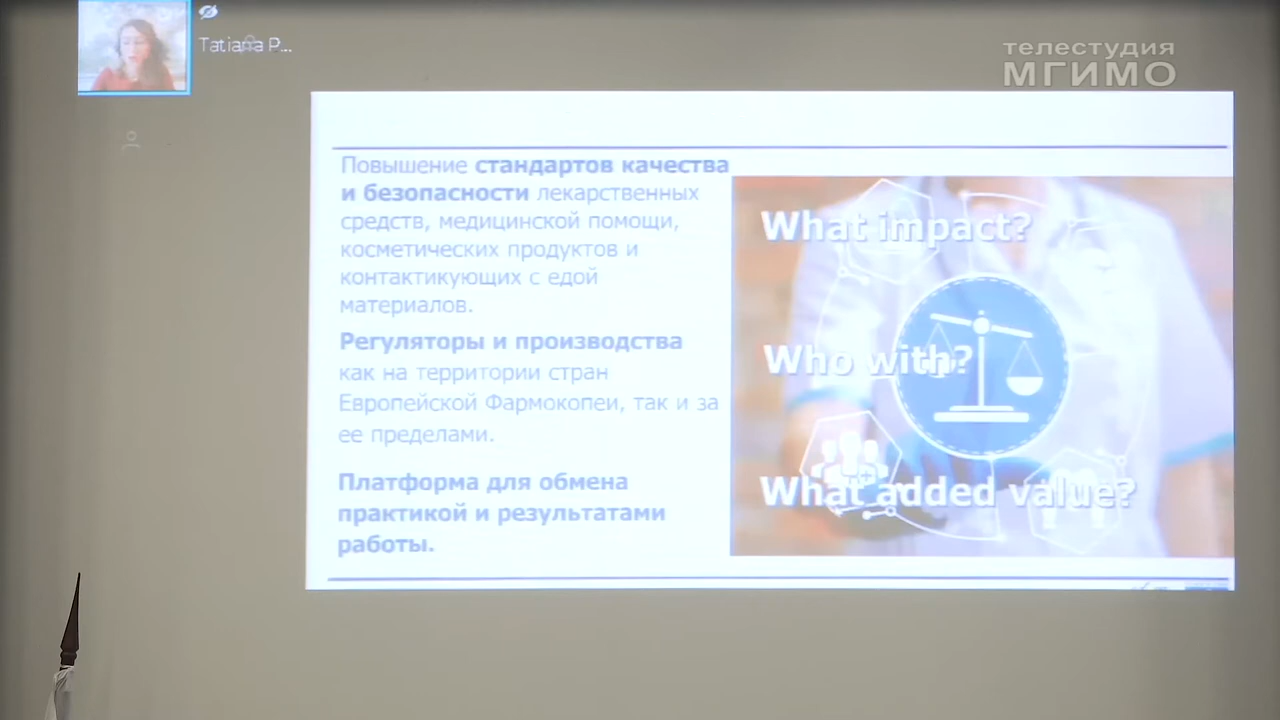 Tatiana P...
телестудия
МГИМО
Повышение стандартов качества
и безопасности лекарственных
средств, медицинской помощи,
косметических продуктов и
контактикующих с едой
материалов.
Регуляторы и производства
как на территории стран
Европейской Фармокопеи, так и за
ее пределами.
Платформа для обмена
практикой и результатами
работы.
What impact?
Who with?
What added value?